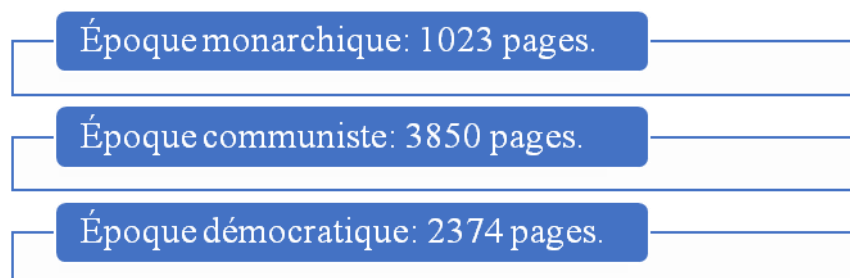 Époque monarchique: 1023 pages.
Époque communiste: 3850 pages.
Époque démocratique: 2374 pages.